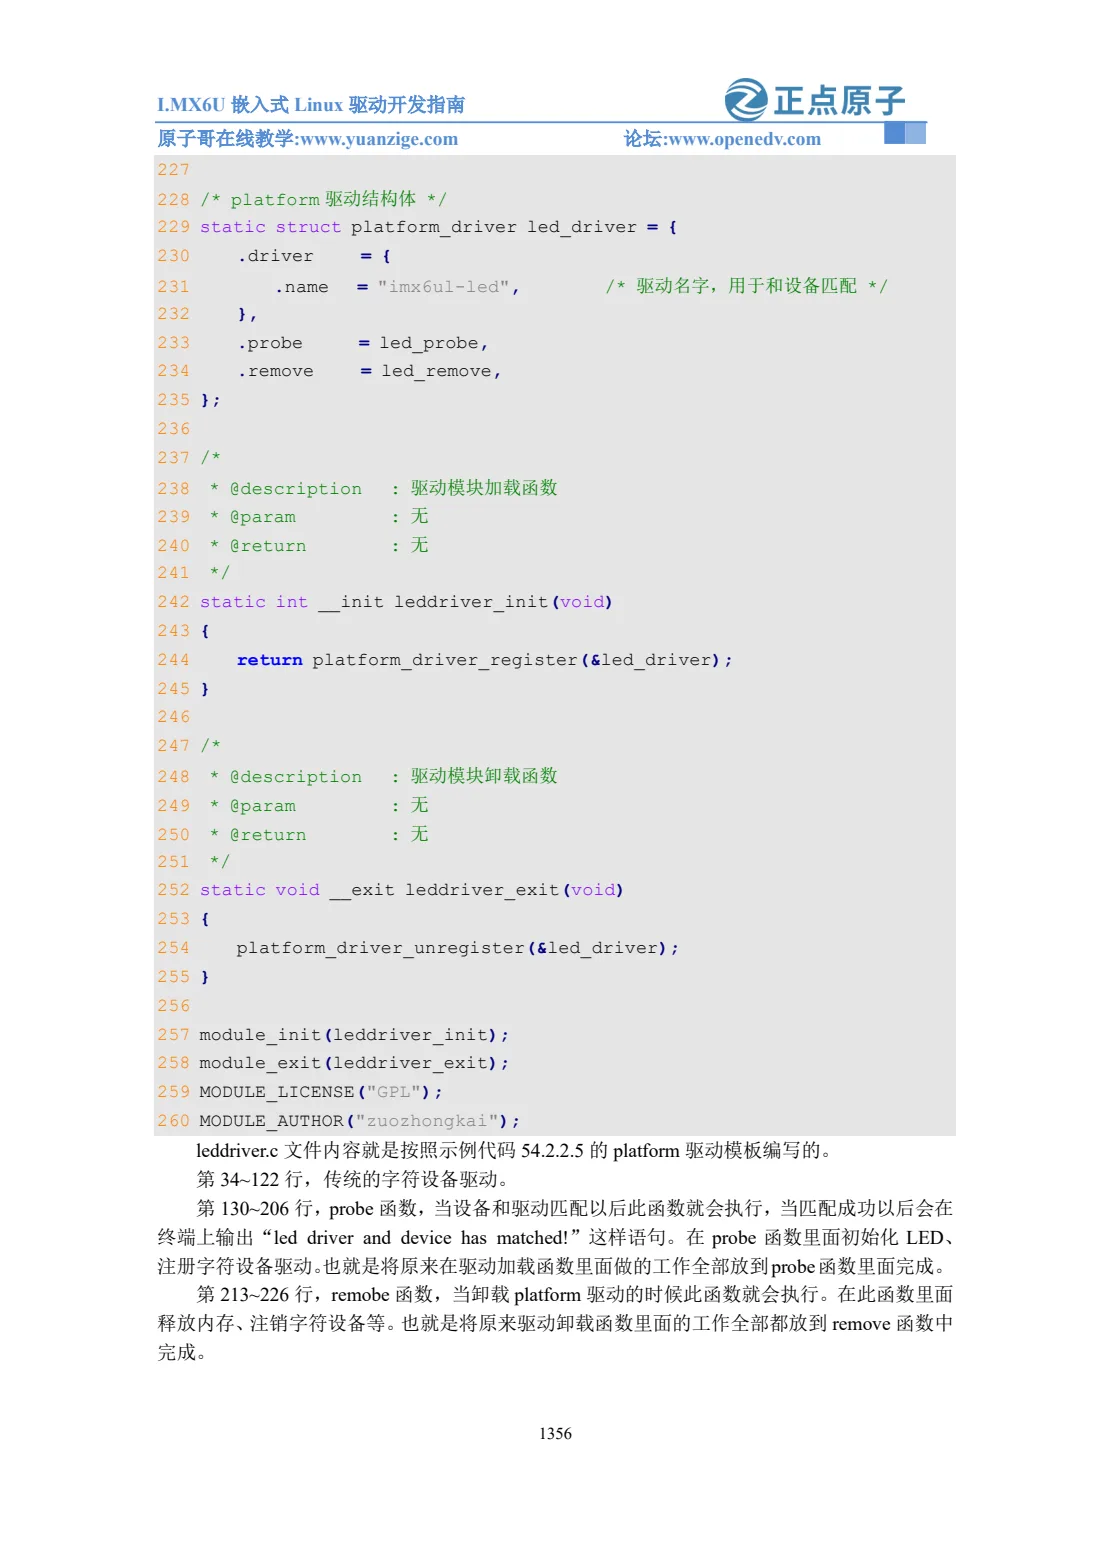 I.MX6U 嵌入式 Linux 驱动开发指南
正点原子
原子哥在线教学:www.yuanzige.com 论坛:www.openedv.com
227
228 /* platform 驱动结构体 */
229 static struct platform_driver led_driver = {
230     .driver     = {
231         .name   = "imx6ul-led",         /* 驱动名字，用于和设备匹配 */
232     },
233     .probe      = led_probe,
234     .remove     = led_remove,
235 };
236
237 /*
238  * @description   : 驱动模块加载函数
239  * @param         : 无
240  * @return        : 无
241  */
242 static int __init leddriver_init(void)
243 {
244     return platform_driver_register(&led_driver);
245 }
246
247 /*
248  * @description   : 驱动模块卸载函数
249  * @param         : 无
250  * @return        : 无
251  */
252 static void __exit leddriver_exit(void)
253 {
254     platform_driver_unregister(&led_driver);
255 }
256
257 module_init(leddriver_init);
258 module_exit(leddriver_exit);
259 MODULE_LICENSE("GPL");
260 MODULE_AUTHOR("zuozhongkai");
leddriver.c 文件内容就是按照示例代码 54.2.2.5 的 platform 驱动模板编写的。
第 34~122 行，传统的字符设备驱动。
第 130~206 行，probe 函数，当设备和驱动匹配以后此函数就会执行，当匹配成功以后会在
终端上输出“led driver and device has matched!”这样语句。在 probe 函数里面初始化 LED、
注册字符设备驱动。也就是将原来在驱动加载函数里面做的工作全部放到 probe 函数里面完成。
第 213~226 行，remobe 函数，当卸载 platform 驱动的时候此函数就会执行。在此函数里面
释放内存、注销字符设备等。也就是将原来驱动卸载函数里面的工作全部都放到 remove 函数中
完成。
1356